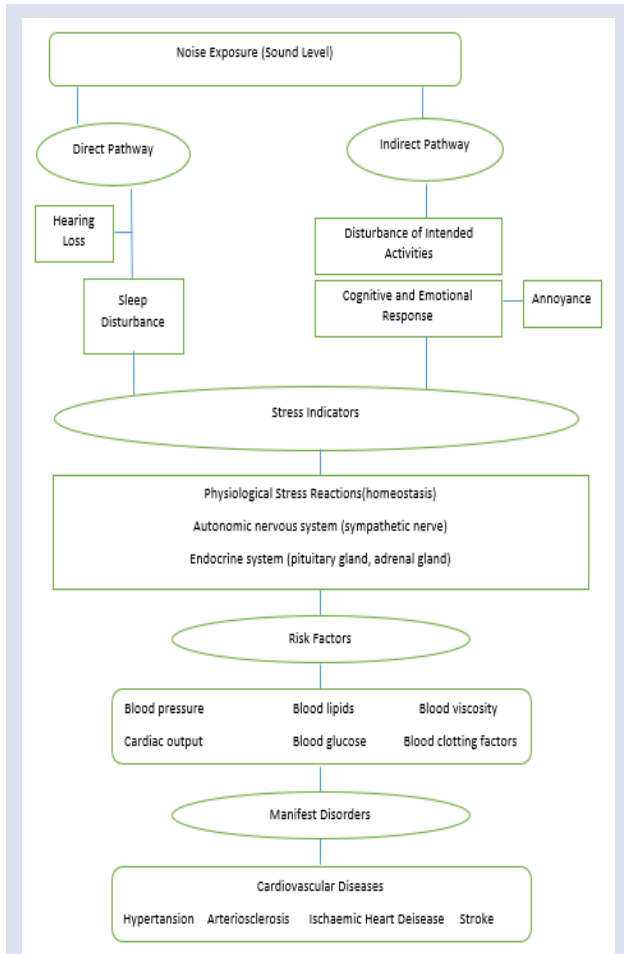 Noise Exposure (Sound Level)
Direct Pathway
Indirect Pathway
Hearing
Loss
Disturbance of Intended
Activities
Sleep
Disturbance
Cognitive and Emotional
Response
Annoyance
Stress Indicators
Physiological Stress Reactions(homeostasis)
Autonomic nervous system (sympathetic nerve)
Endocrine system (pituitary gland, adrenal gland)
Risk Factors
Blood pressure Blood lipids Blood viscosity
Cardiac output Blood glucose Blood clotting factors
Manifest Disorders
Cardiovascular Diseases
Hypertansion Arteriosclerosis Ischaemic Heart Deisease Stroke